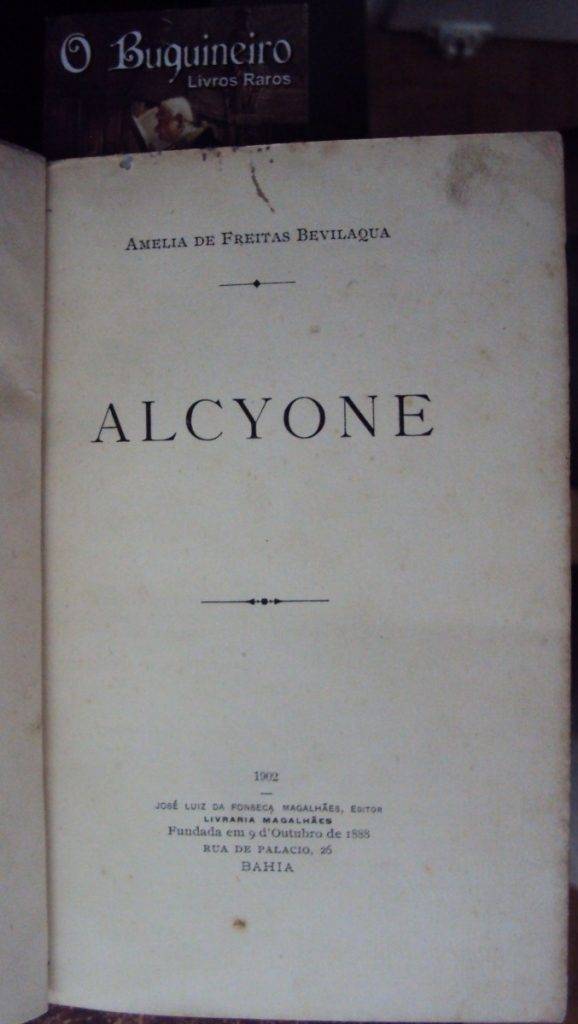 O Buquineiro
Livros Raros
AMELIA DE FREITAS BEVILAQUA
ALCYONE
1902
JOSÉ LUIZ DA FONSECA MAGALHÃES, EDITOR
LIVRARIA MAGALHÃES
Fundada em 9 d'Outubro de 1888
RUA DE PALACIO, 26
BAHIA